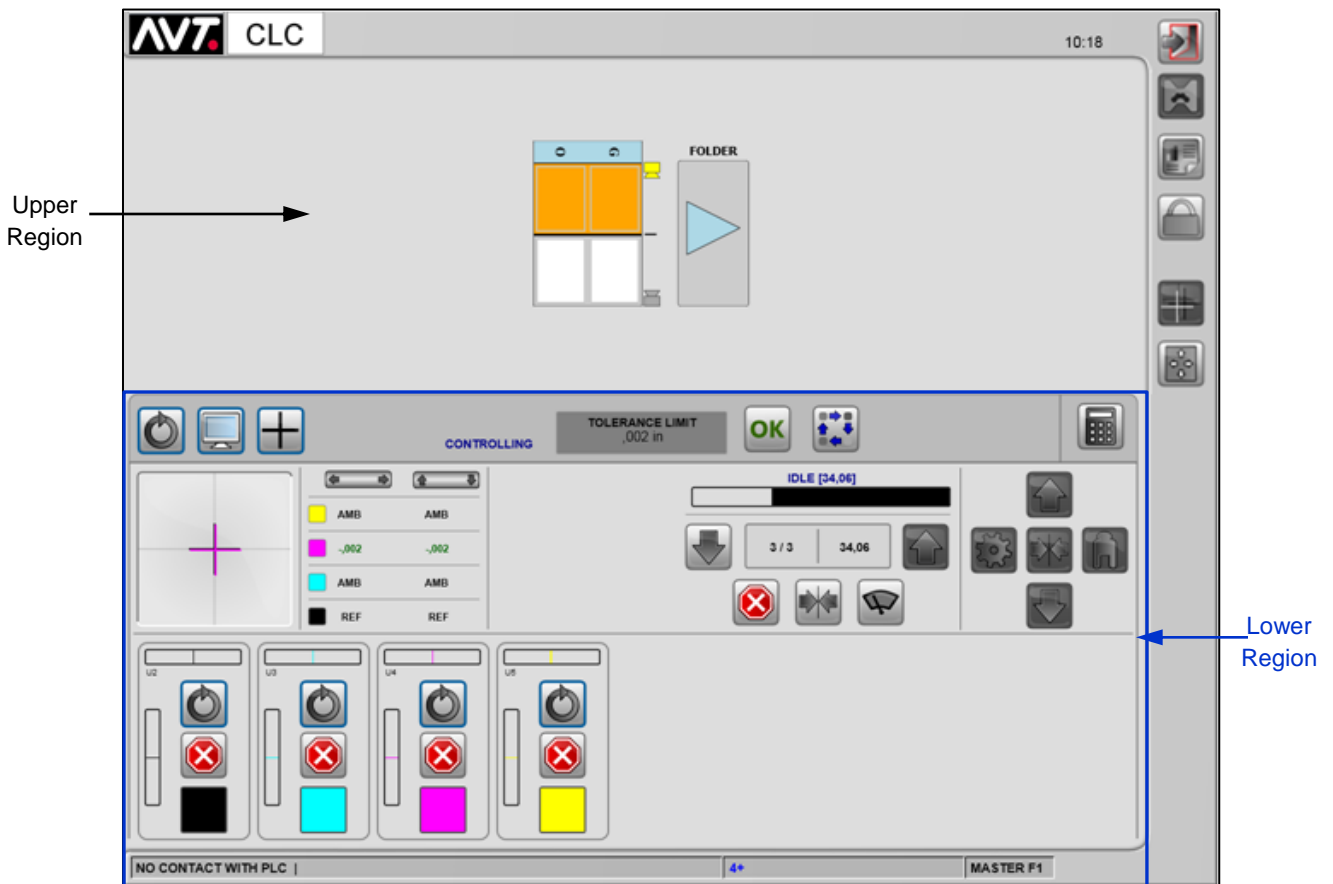 AVT. CLC
10:18
O G
FOLDER
Upper
Region
CONTROLLING
TOLERANCE LIMIT
,002 in
OK
IDLE [34,06]
AMB AMB
-,002 -,002
3 / 3 34,06
AMB AMB
REF REF
Lower
Region
U2 U3 U4 U5
NO CONTACT WITH PLC | 4+ MASTER F1